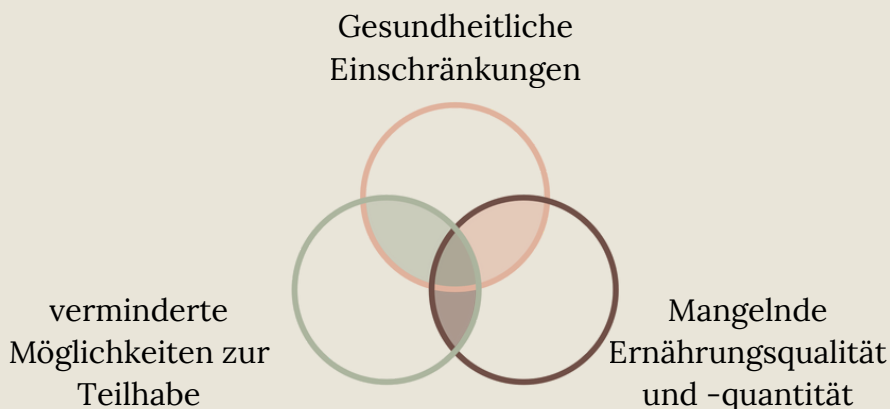 Gesundheitliche
Einschränkungen
verminderte
Möglichkeiten zur
Teilhabe
Mangelnde
Ernährungsqualität
und -quantität